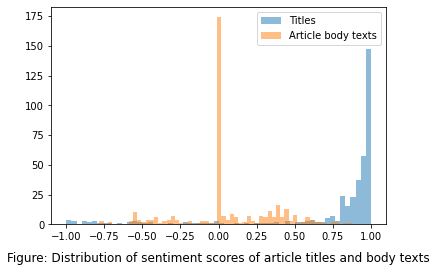 175
150
125
100
75
50
25
0
Titles
Article body texts
−1.00 −0.75 −0.50 −0.25 0.00 0.25 0.50 0.75 1.00
Figure: Distribution of sentiment scores of article titles and body texts